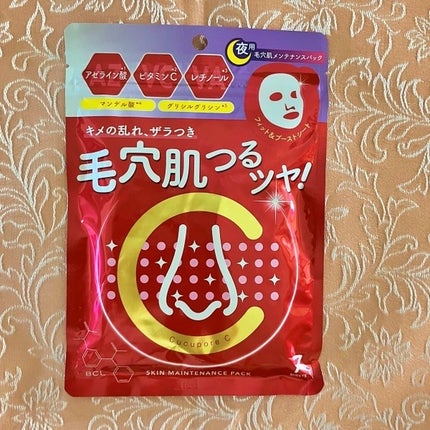 夜用
毛穴肌メンテナンスパック
アゼライン酸
ビタミンC
レチノール
マンデル酸*4
グリシルグリシン*5
フィット&ブーストシート
キメの乱れ、ザラつき
毛穴肌つるツヤ!
Cucupore C
BCL
SKIN MAINTENANCE PACK